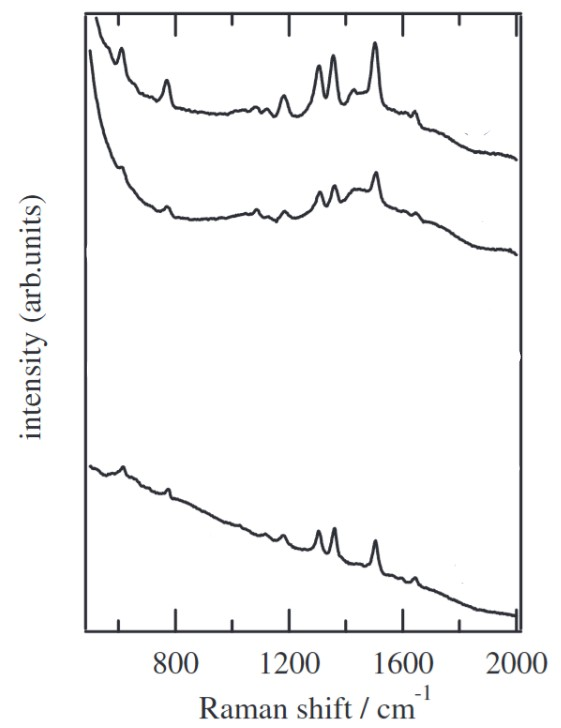 intensity (arb.units)
800 1200 1600 2000
Raman shift / cm⁻¹